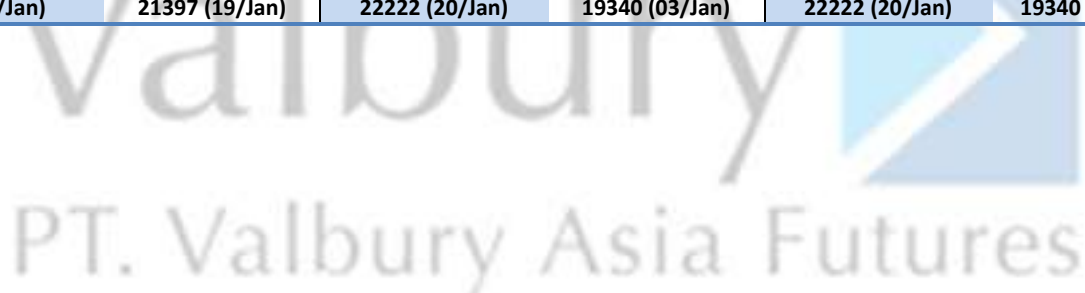 /Jan) 21397 (19/Jan) 22222 (20/Jan) 19340 (03/Jan) 22222 (20/Jan) 19340
Valbury
PT. Valbury Asia Futures